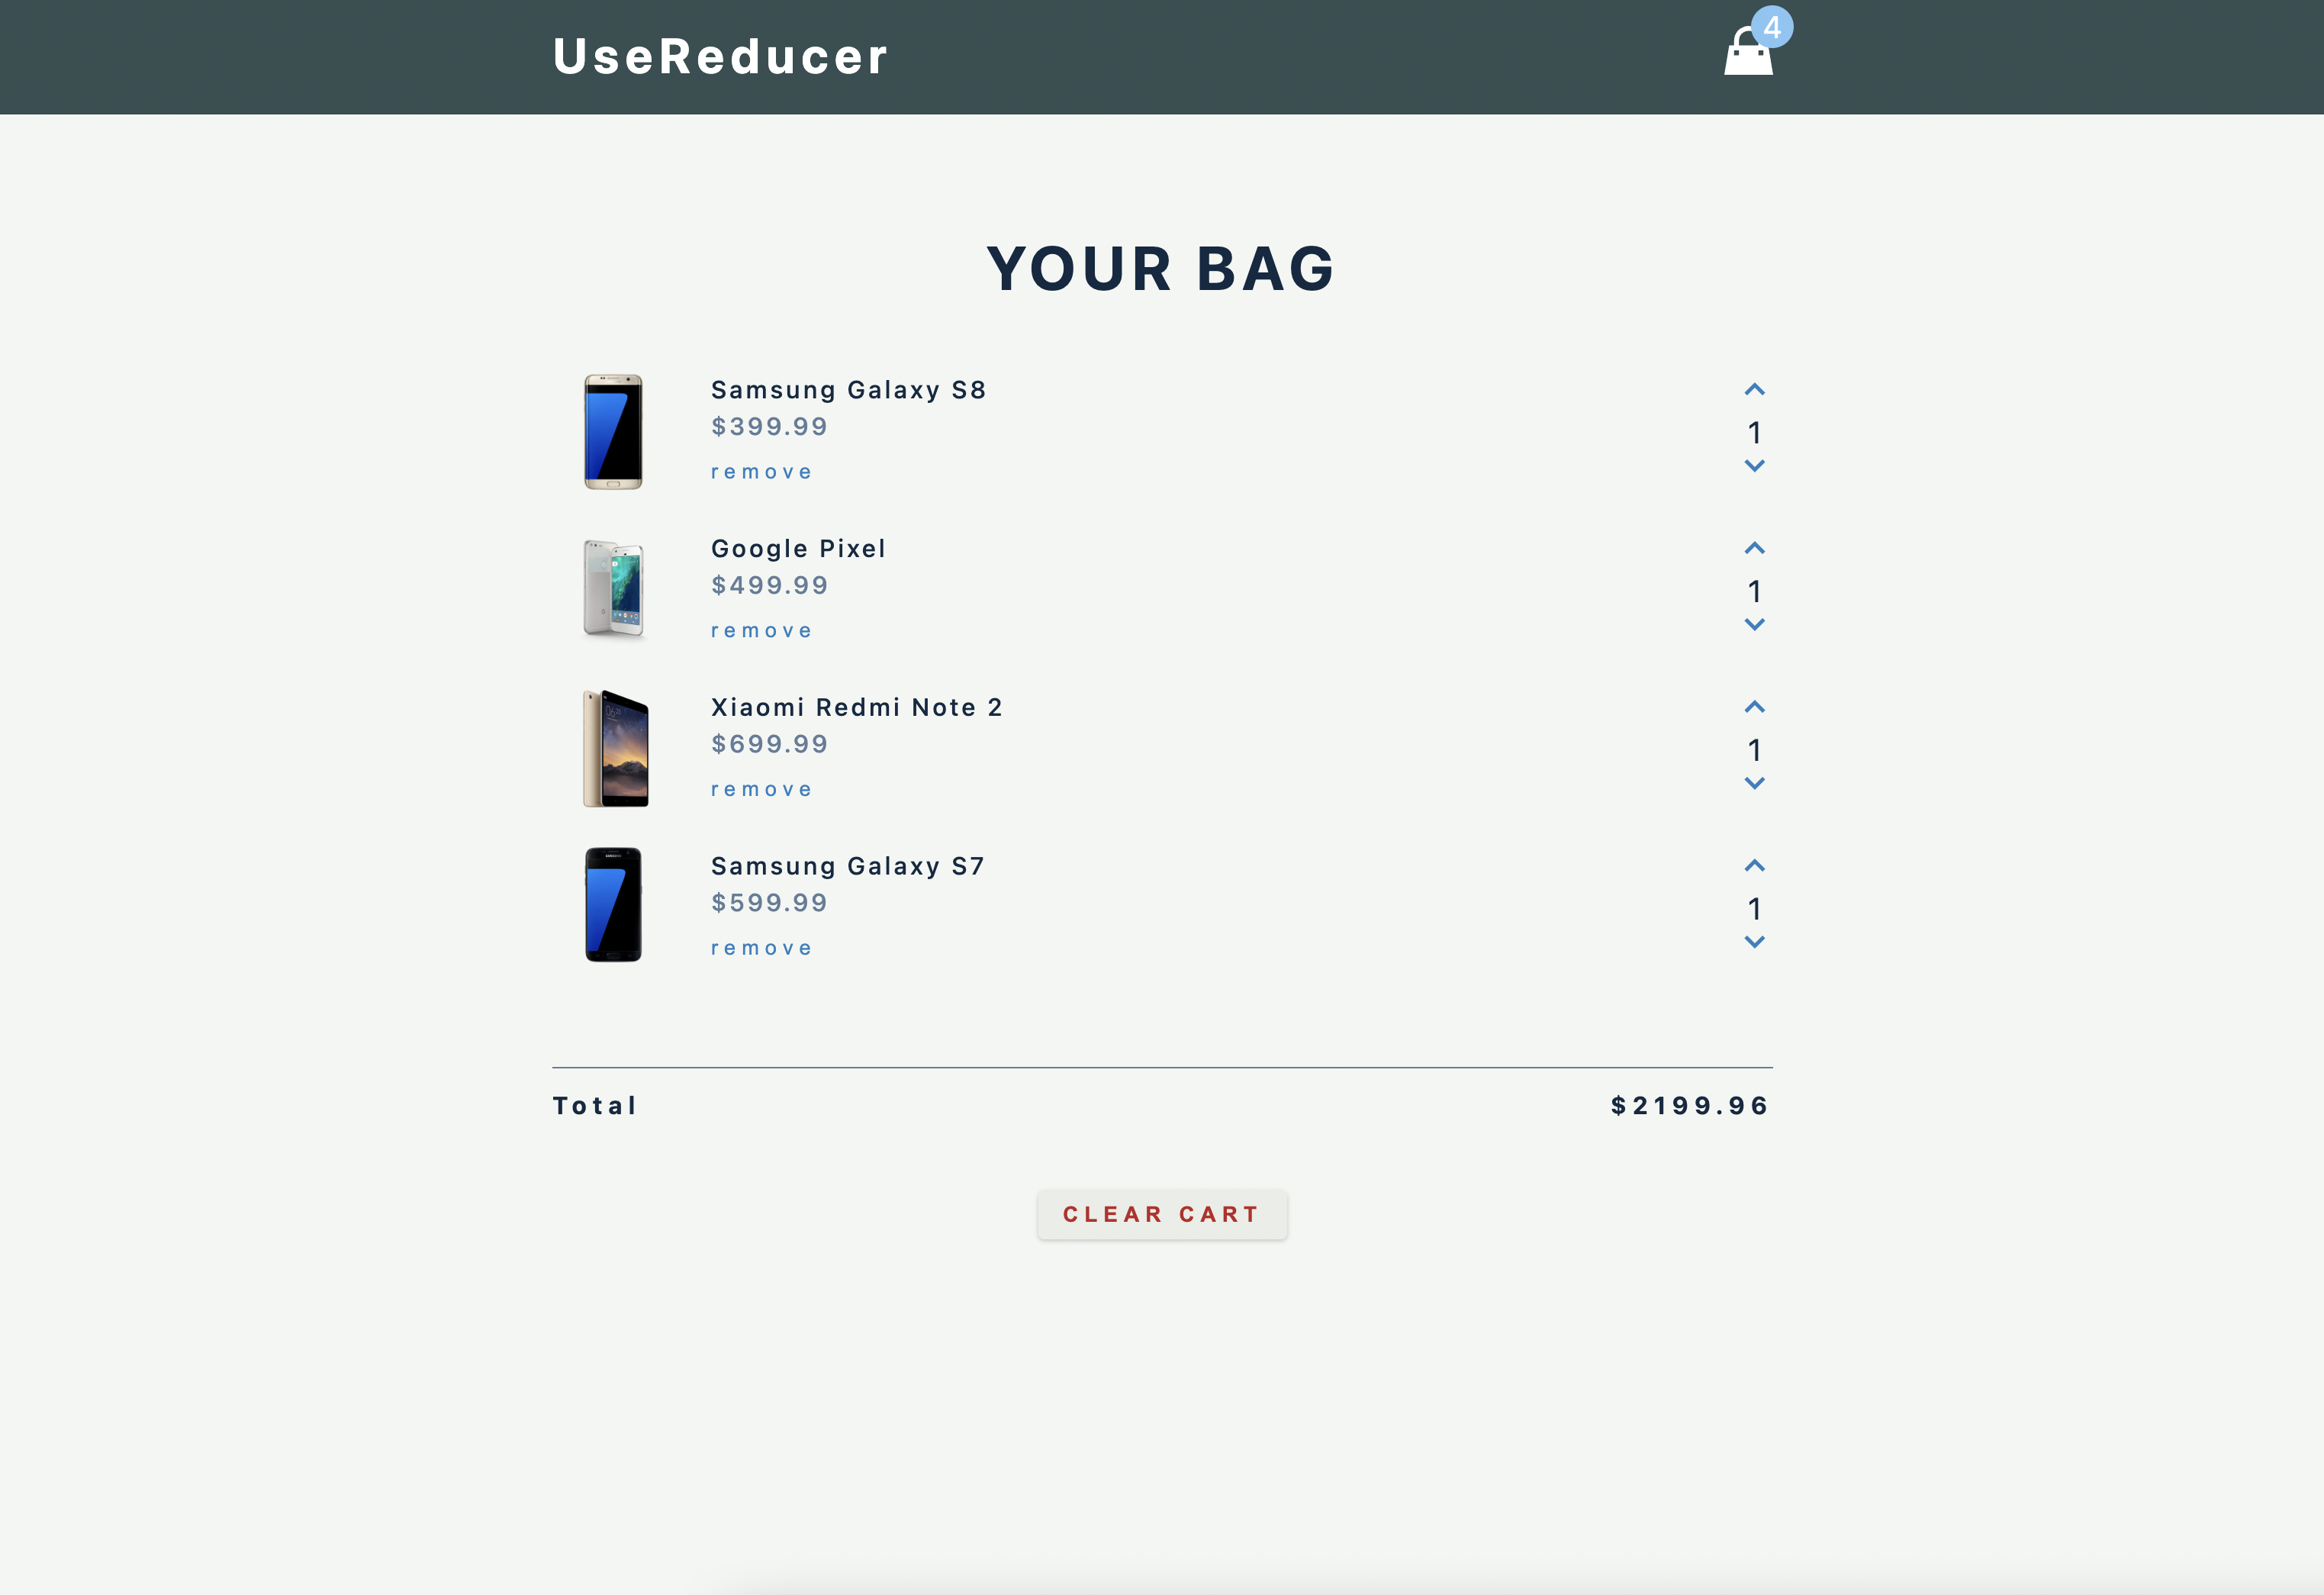 UseReducer
4
YOUR BAG
Samsung Galaxy S8
$399.99
remove
1
Google Pixel
$499.99
remove
1
Xiaomi Redmi Note 2
$699.99
remove
1
Samsung Galaxy S7
$599.99
remove
1
Total
$2199.96
CLEAR CART